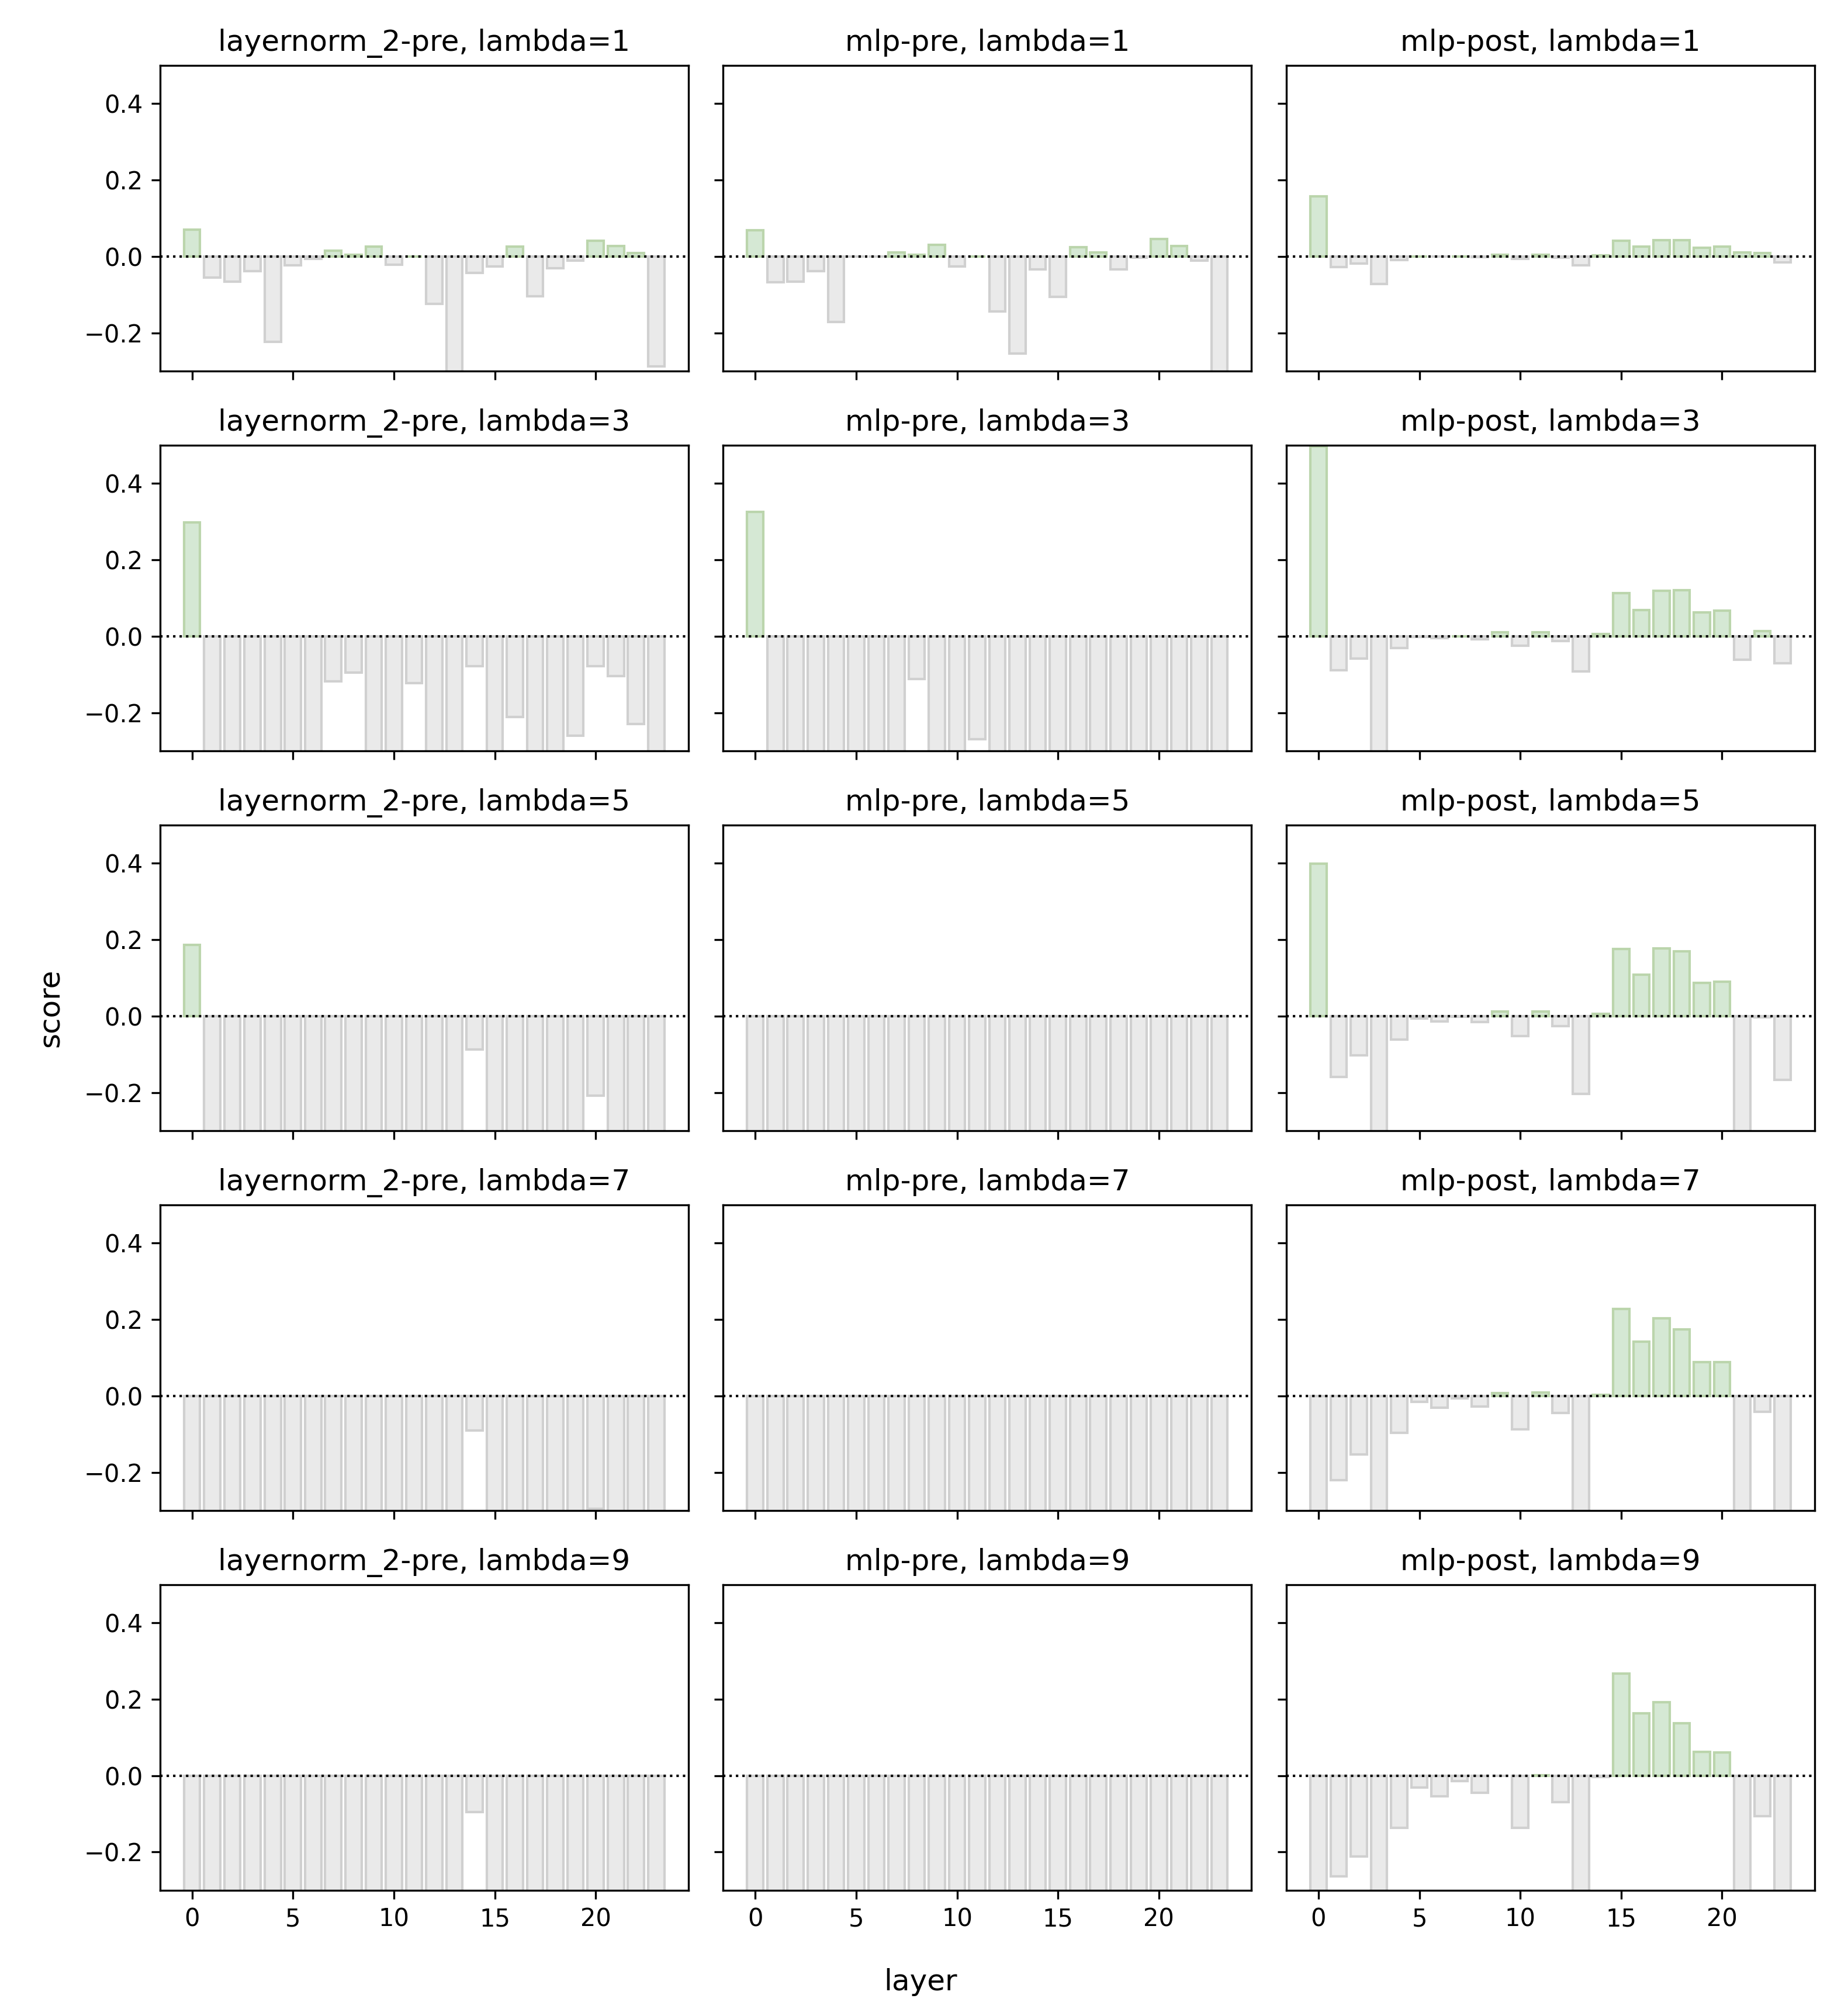 layernorm_2-pre, lambda=1
mlp-pre, lambda=1
mlp-post, lambda=1
0.4
0.2
0.0
−0.2
layernorm_2-pre, lambda=3
mlp-pre, lambda=3
mlp-post, lambda=3
0.4
0.2
0.0
−0.2
layernorm_2-pre, lambda=5
mlp-pre, lambda=5
mlp-post, lambda=5
0.4
0.2
0.0
−0.2
score
layernorm_2-pre, lambda=7
mlp-pre, lambda=7
mlp-post, lambda=7
0.4
0.2
0.0
−0.2
layernorm_2-pre, lambda=9
mlp-pre, lambda=9
mlp-post, lambda=9
0.4
0.2
0.0
−0.2
0 5 10 15 20
0 5 10 15 20
0 5 10 15 20
layer